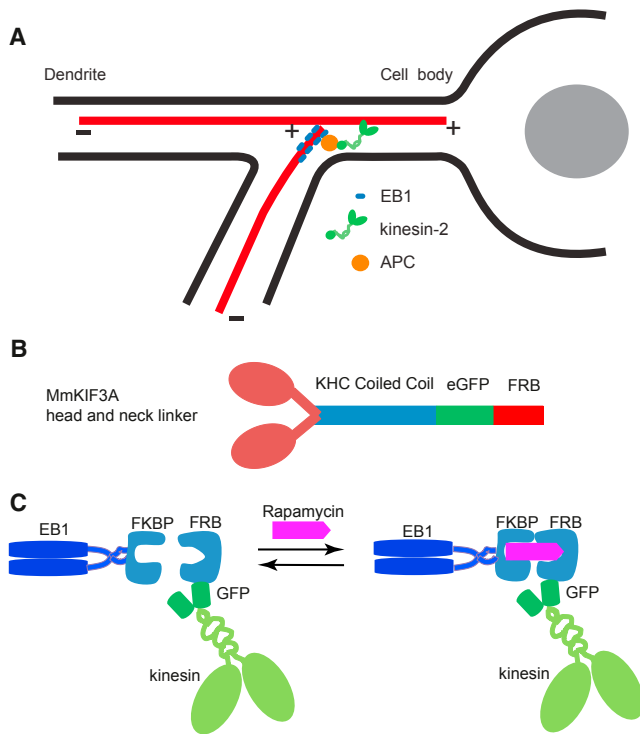 A
Dendrite Cell body
− + +
EB1
kinesin-2
APC
−
B
MmKIF3A
head and neck linker
KHC Coiled Coil eGFP FRB
C
EB1 FKBP FRB Rapamycin EB1 FKBP FRB
GFP GFP
kinesin kinesin